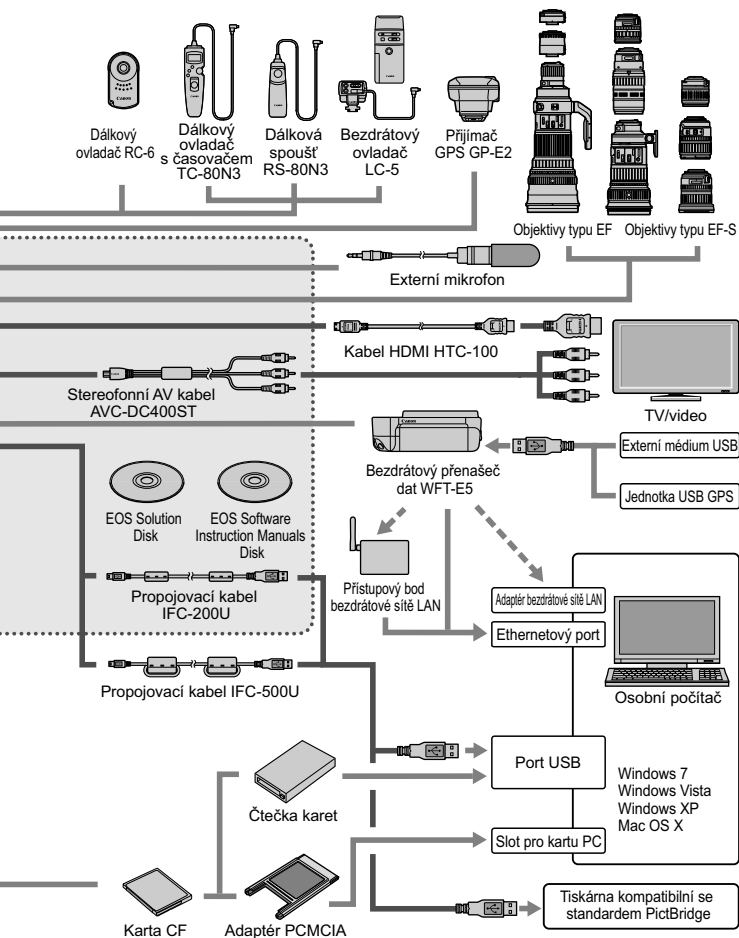 Dálkový
ovladač RC-6
Dálkový
ovladač
s časovačem
TC-80N3
Dálková
spoušť
RS-80N3
Bezdrátový
ovladač
LC-5
Přijímač
GPS GP-E2
Objektivy typu EF
Objektivy typu EF-S
Externí mikrofon
Kabel HDMI HTC-100
Stereofonní AV kabel
AVC-DC400ST
TV/video
Bezdrátový přenašeč
dat WFT-E5
Externí médium USB
Jednotka USB GPS
EOS Solution
Disk
EOS Software
Instruction Manuals
Disk
Přístupový bod
bezdrátové sítě LAN
Adaptér bezdrátové sítě LAN
Ethernetový port
Propojovací kabel
IFC-200U
Propojovací kabel IFC-500U
Osobní počítač
Port USB
Windows 7
Windows Vista
Windows XP
Mac OS X
Čtečka karet
Slot pro kartu PC
Karta CF
Adaptér PCMCIA
Tiskárna kompatibilní se
standardem PictBridge